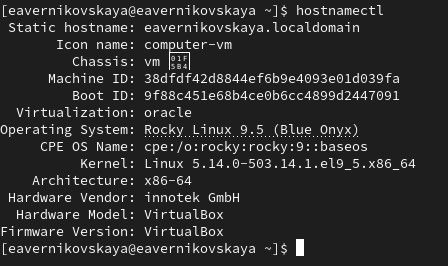 [eavernikovskaya@eavernikovskaya ~]$ hostnamectl
Static hostname: eavernikovskaya.localdomain
Icon name: computer-vm
Chassis: vm 🖴
Machine ID: 38dfdf42d8844ef6b9e4093e01d039fa
Boot ID: 9f88c451e68b4ce0b6cc4899d2447091
Virtualization: oracle
Operating System: Rocky Linux 9.5 (Blue Onyx)
CPE OS Name: cpe:/o:rocky:rocky:9::baseos
Kernel: Linux 5.14.0-503.14.1.el9_5.x86_64
Architecture: x86-64
Hardware Vendor: innotek GmbH
Hardware Model: VirtualBox
Firmware Version: VirtualBox
[eavernikovskaya@eavernikovskaya ~]$